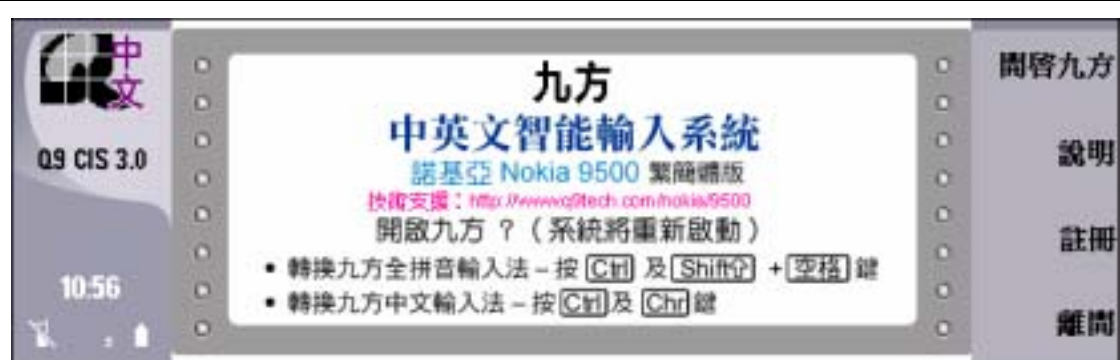 中文
Q9 CIS 3.0
10:56
九方
中英文智能輸入系統
諾基亞 Nokia 9500 繁簡體版
技術支援：http://www.q9tech.com/nokia/9500
開啟九方 ？（系統將重新啟動）
• 轉換九方全拼音輸入法 – 按 Ctrl 及 Shift⇧ + 空格 鍵
• 轉換九方中文輸入法 – 按 Ctrl 及 Chr 鍵
開啓九方
說明
註冊
離開